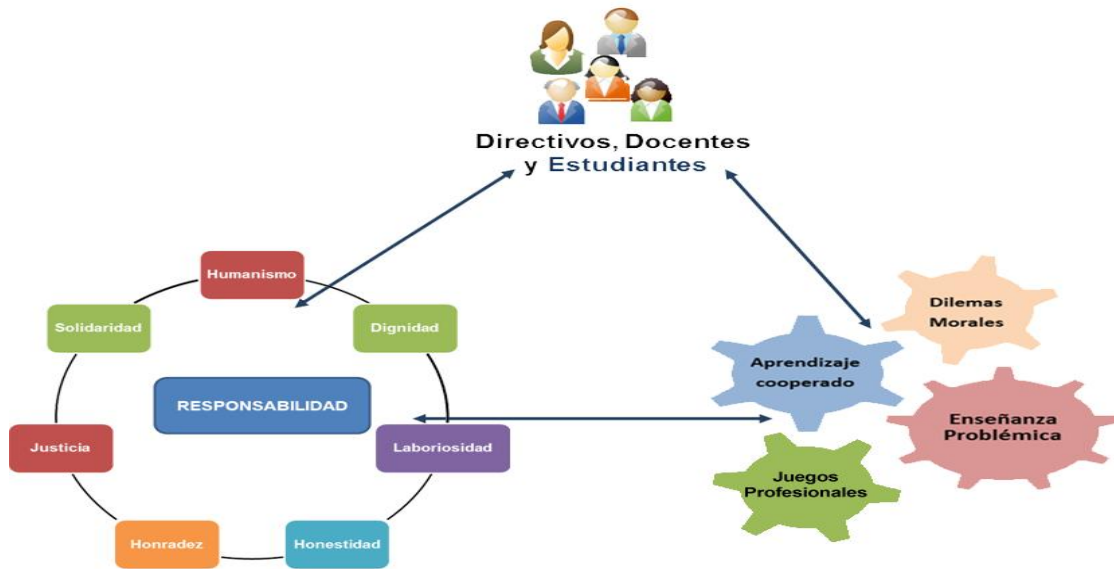 Directivos, Docentes
y Estudiantes
Humanismo
Solidaridad
Dignidad
RESPONSABILIDAD
Justicia
Laboriosidad
Honradez
Honestidad
Dilemas
Morales
Aprendizaje
cooperado
Enseñanza
Problémica
Juegos
Profesionales